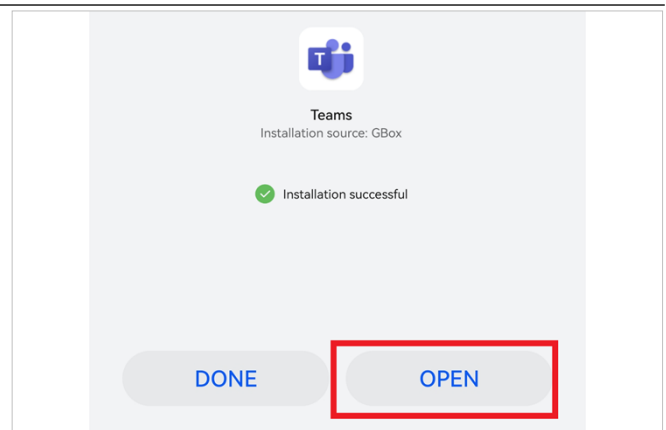 T
Teams
Installation source: GBox
Installation successful
DONE
OPEN